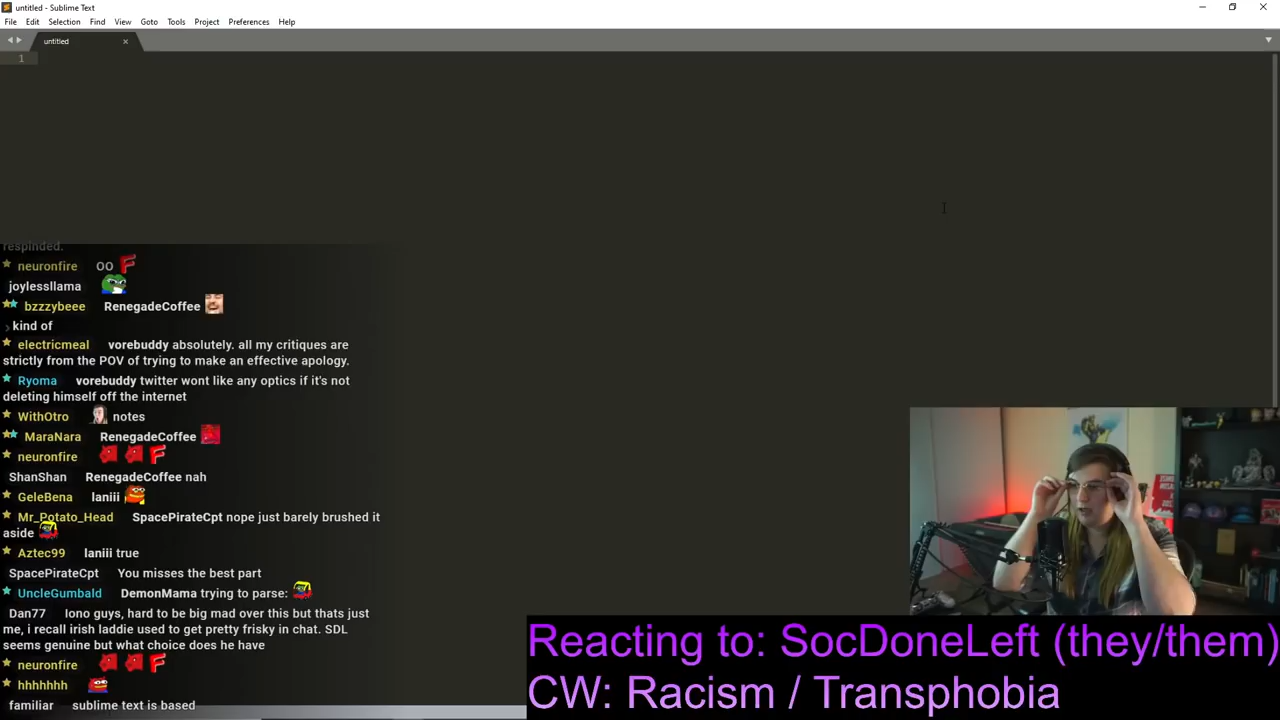 untitled - Sublime Text
File Edit Selection Find View Goto Tools Project Preferences Help
untitled
1
respinded.
neuronfire OO
joylessllama
bzzzybeee RenegadeCoffee
kind of
electricmeal vorebuddy absolutely. all my critiques are
strictly from the POV of trying to make an effective apology.
Ryoma vorebuddy twitter wont like any optics if it's not
deleting himself off the internet
WithOtro notes
MaraNara RenegadeCoffee
neuronfire
ShanShan RenegadeCoffee nah
GeleBena laniii
Mr_Potato_Head SpacePirateCpt nope just barely brushed it
aside
Aztec99 laniii true
SpacePirateCpt You misses the best part
UncleGumbald DemonMama trying to parse:
Dan77 Iono guys, hard to be big mad over this but thats just
me, i recall irish laddie used to get pretty frisky in chat. SDL
seems genuine but what choice does he have
neuronfire
hhhhhhh
familiar sublime text is based
Reacting to: SocDoneLeft (they/them)
CW: Racism / Transphobia